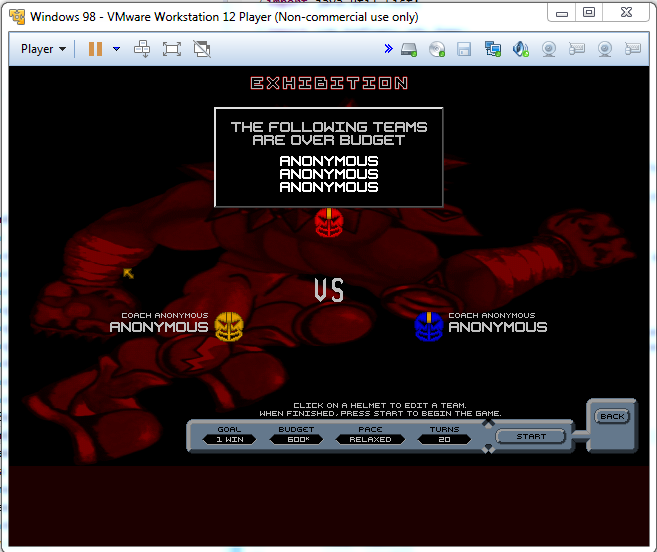 Windows 98 - VMware Workstation 12 Player (Non-commercial use only)
Player
EXHIBITION
THE FOLLOWING TEAMS
ARE OVER BUDGET
ANONYMOUS
ANONYMOUS
ANONYMOUS
VS
COACH ANONYMOUS
ANONYMOUS
COACH ANONYMOUS
ANONYMOUS
CLICK ON A HELMET TO EDIT A TEAM.
WHEN FINISHED, PRESS START TO BEGIN THE GAME.
GOAL BUDGET PACE TURNS
1 WIN 600K RELAXED 20
START
BACK